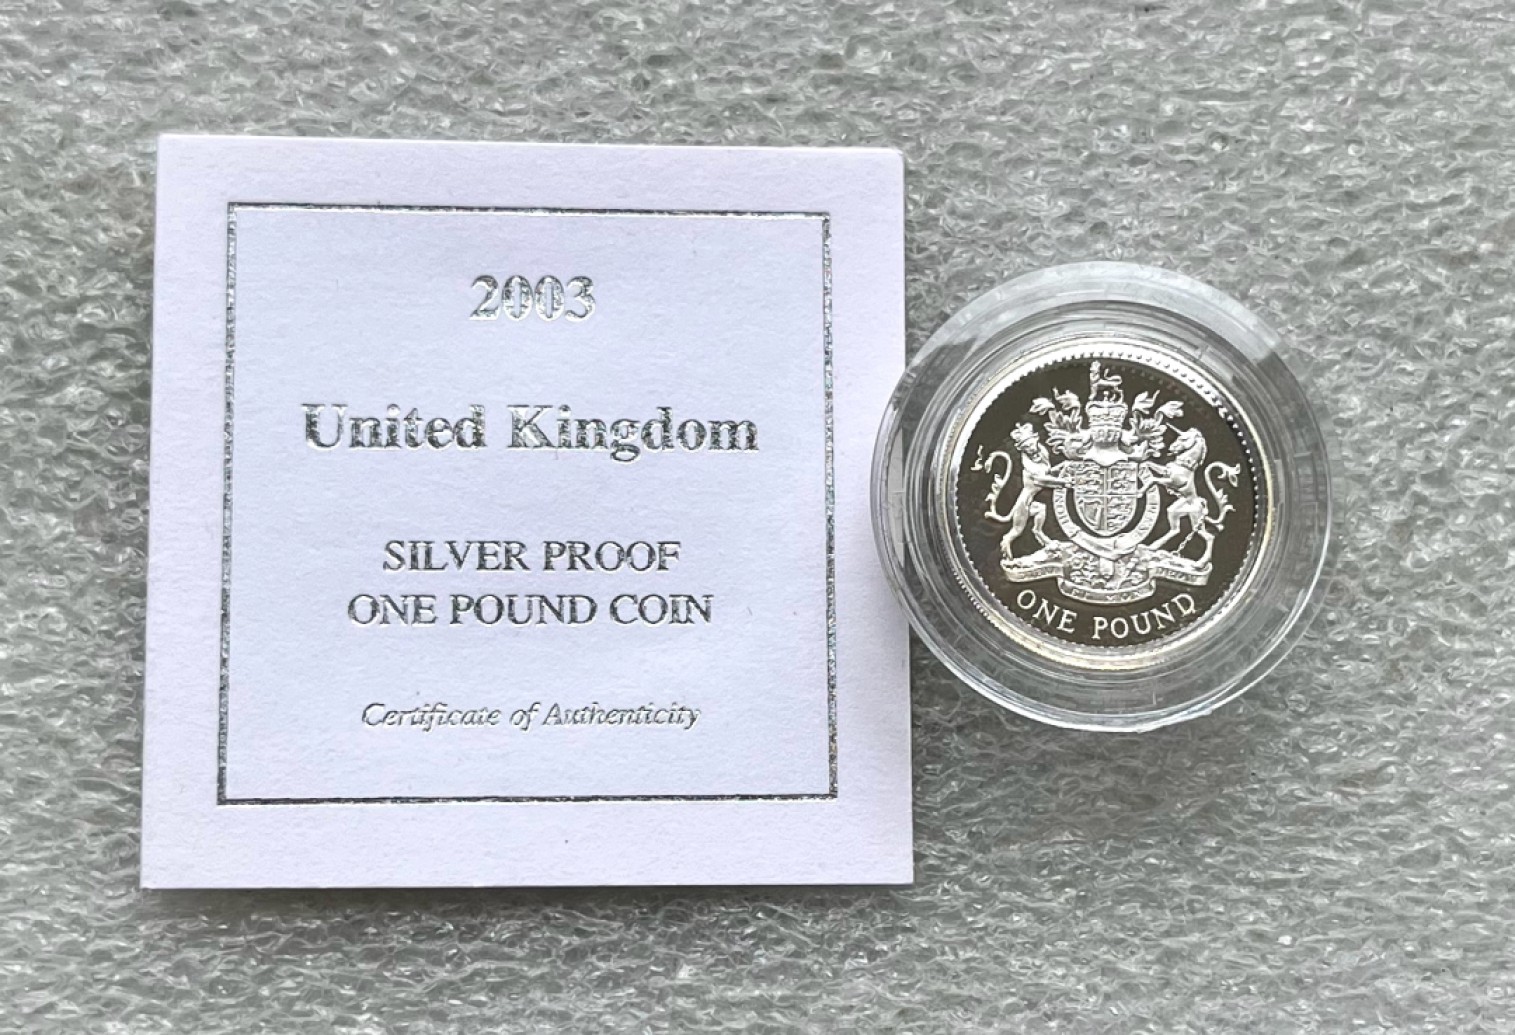 2003
United Kingdom
SILVER PROOF
ONE POUND COIN
Certificate of Authenticity
ONE POUND